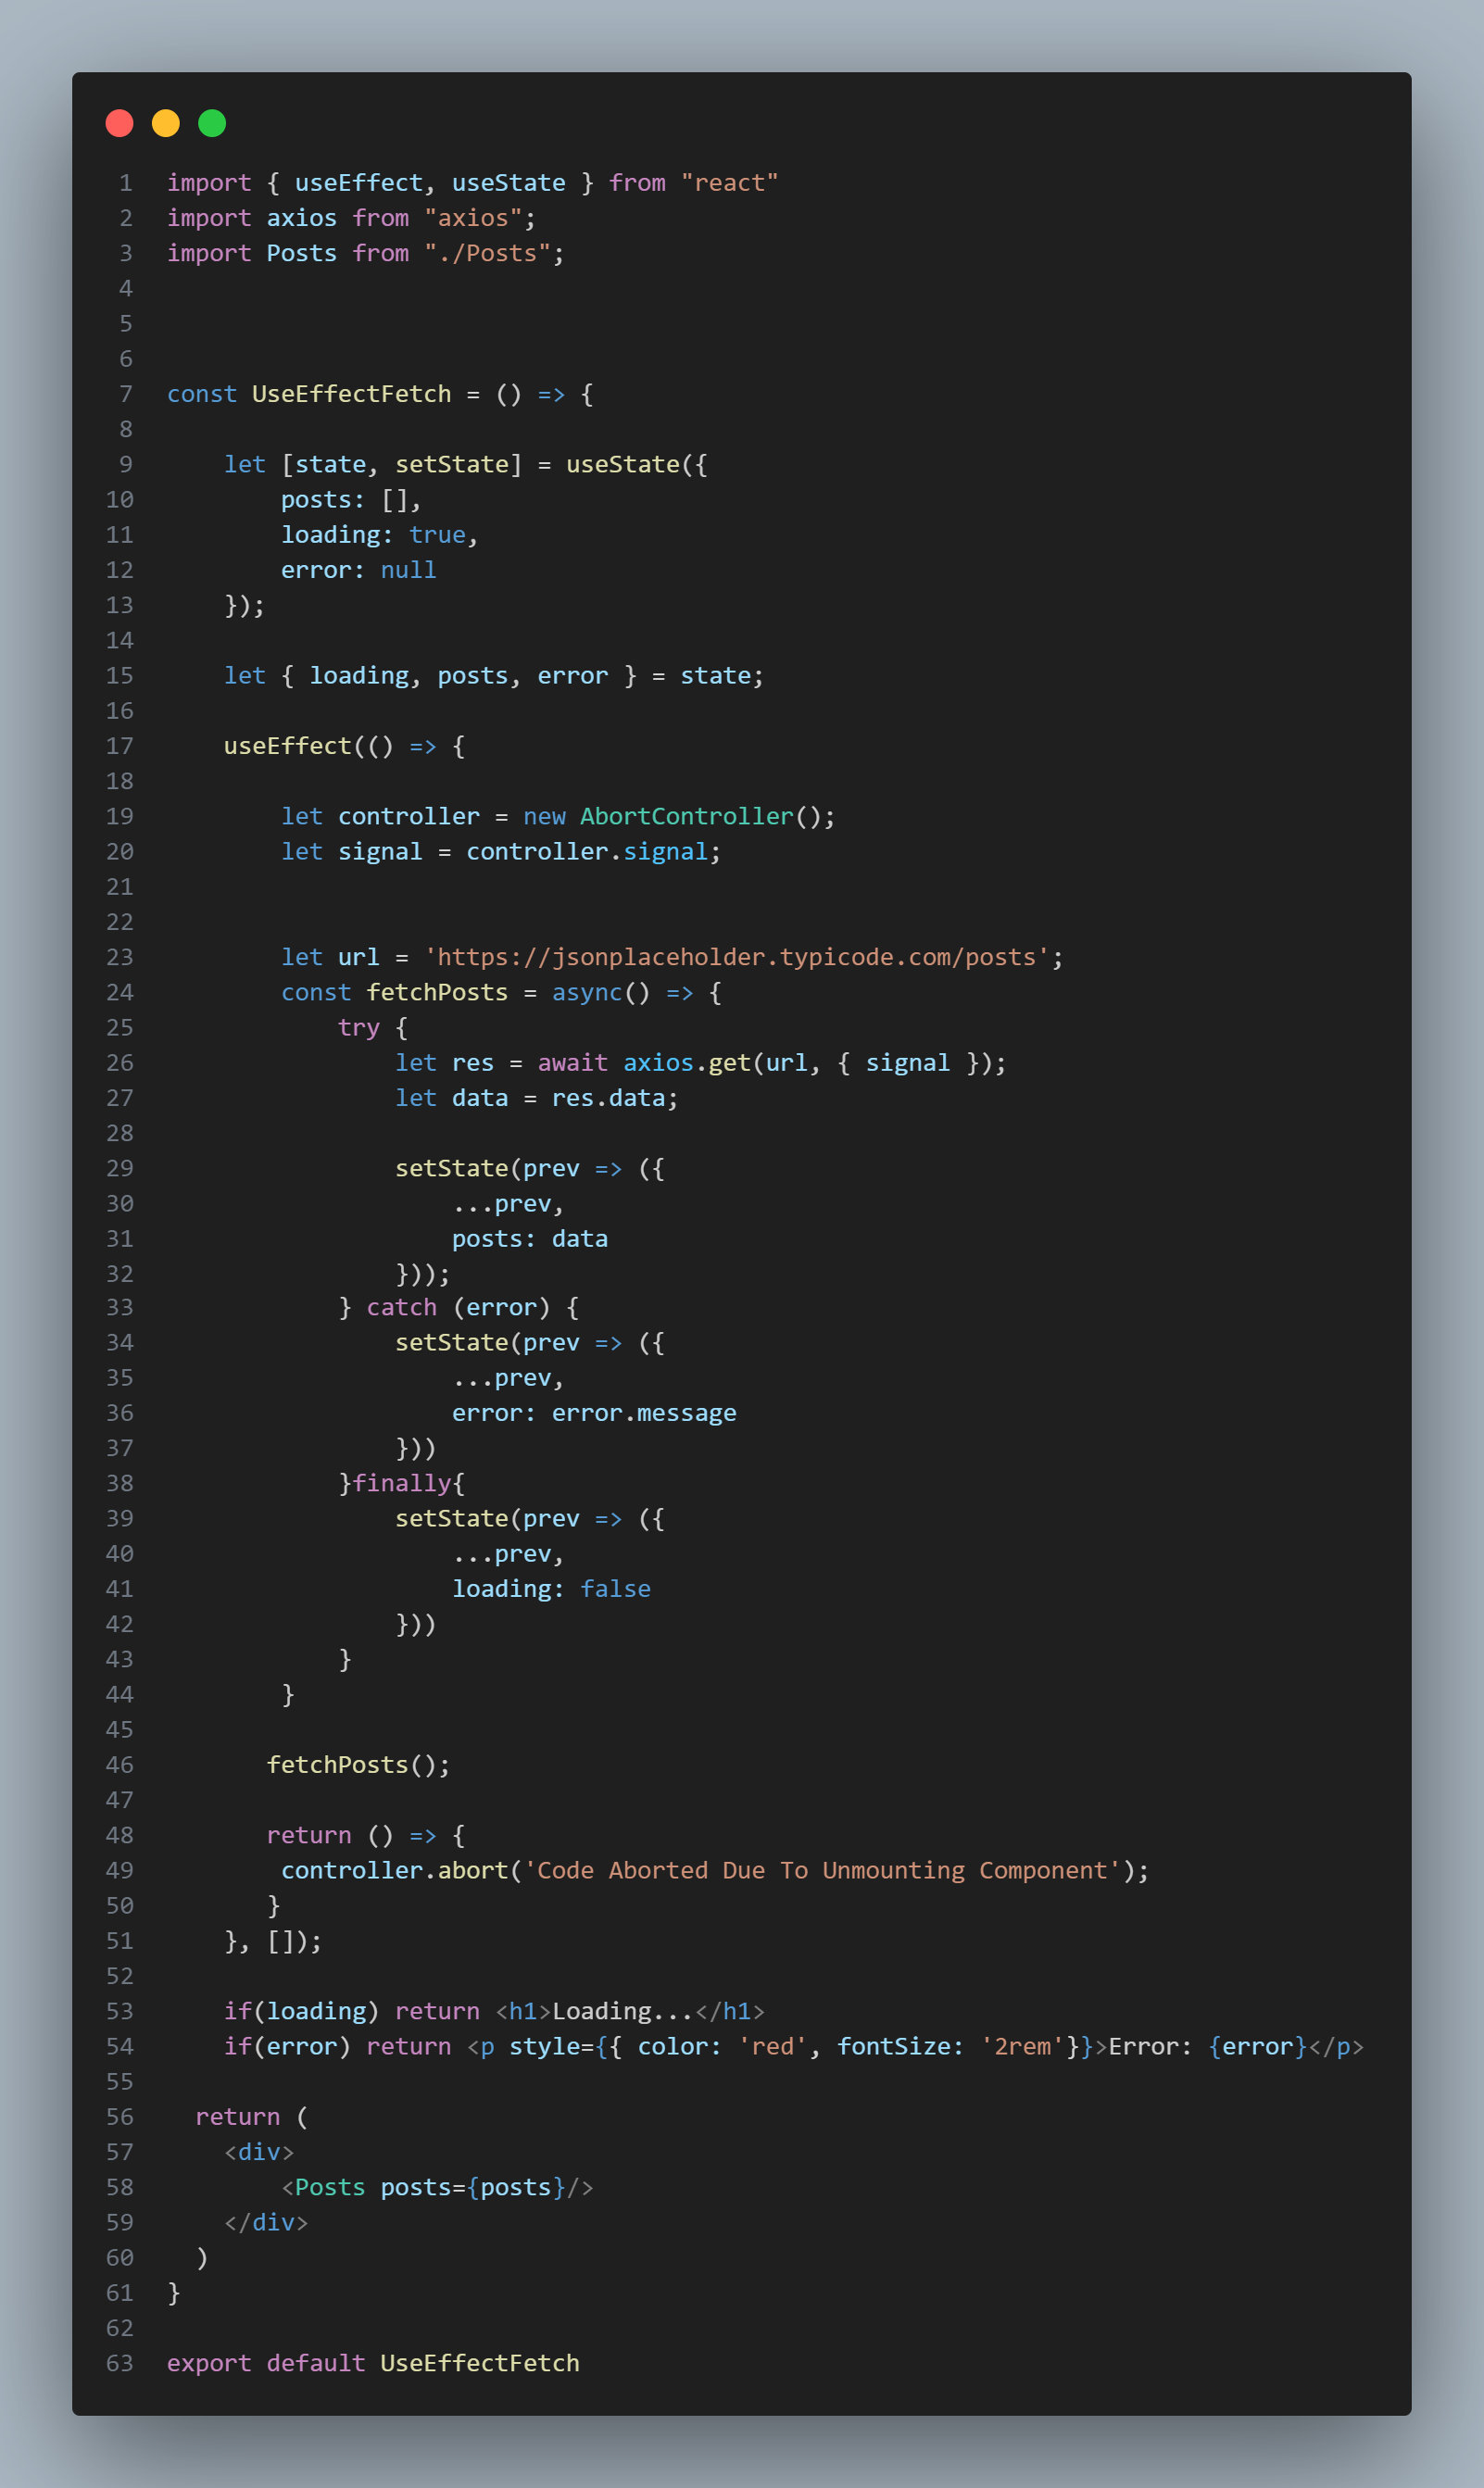 1 import { useEffect, useState } from "react"
2 import axios from "axios";
3 import Posts from "./Posts";
4
5
6
7 const UseEffectFetch = () => {
8
9     let [state, setState] = useState({
10         posts: [],
11         loading: true,
12         error: null
13     });
14
15     let { loading, posts, error } = state;
16
17     useEffect(() => {
18
19         let controller = new AbortController();
20         let signal = controller.signal;
21
22
23         let url = 'https://jsonplaceholder.typicode.com/posts';
24         const fetchPosts = async() => {
25             try {
26                 let res = await axios.get(url, { signal });
27                 let data = res.data;
28
29                 setState(prev => ({
30                     ...prev,
31                     posts: data
32                 }));
33             } catch (error) {
34                 setState(prev => ({
35                     ...prev,
36                     error: error.message
37                 }))
38             }finally{
39                 setState(prev => ({
40                     ...prev,
41                     loading: false
42                 }))
43             }
44         }
45
46        fetchPosts();
47
48        return () => {
49         controller.abort('Code Aborted Due To Unmounting Component');
50        }
51     }, []);
52
53     if(loading) return <h1>Loading...</h1>
54     if(error) return <p style={{ color: 'red', fontSize: '2rem'}}>Error: {error}</p>
55
56   return (
57     <div>
58         <Posts posts={posts}/>
59     </div>
60   )
61 }
62
63 export default UseEffectFetch